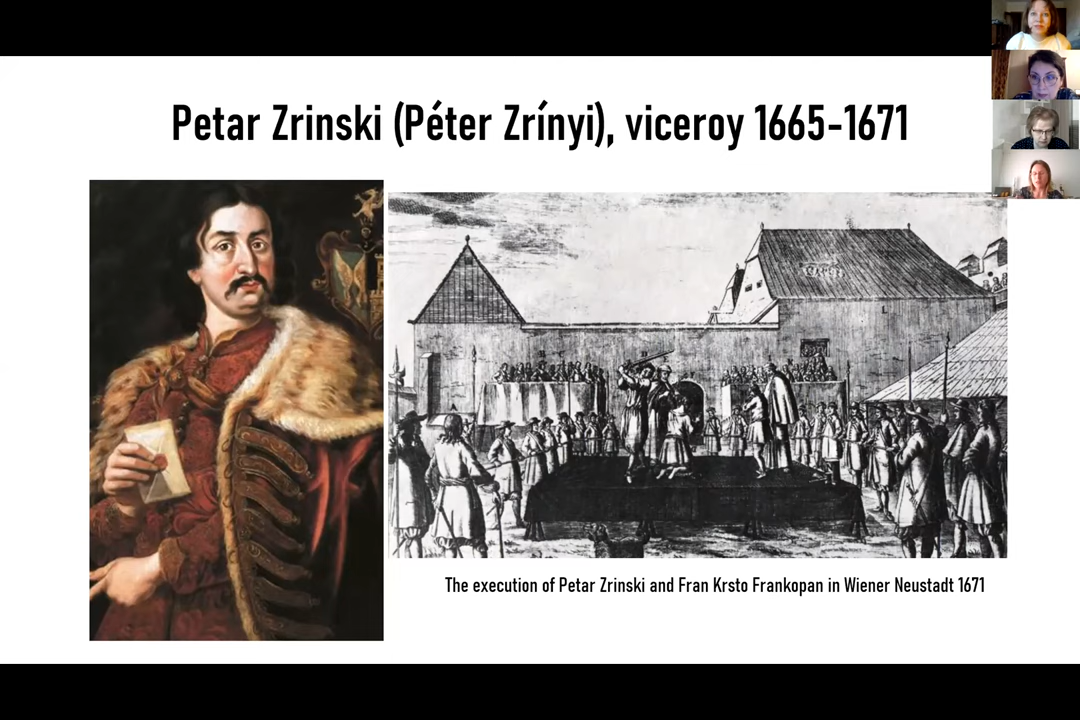 Petar Zrinski (Péter Zrínyi), viceroy 1665-1671
The execution of Petar Zrinski and Fran Krsto Frankopan in Wiener Neustadt 1671